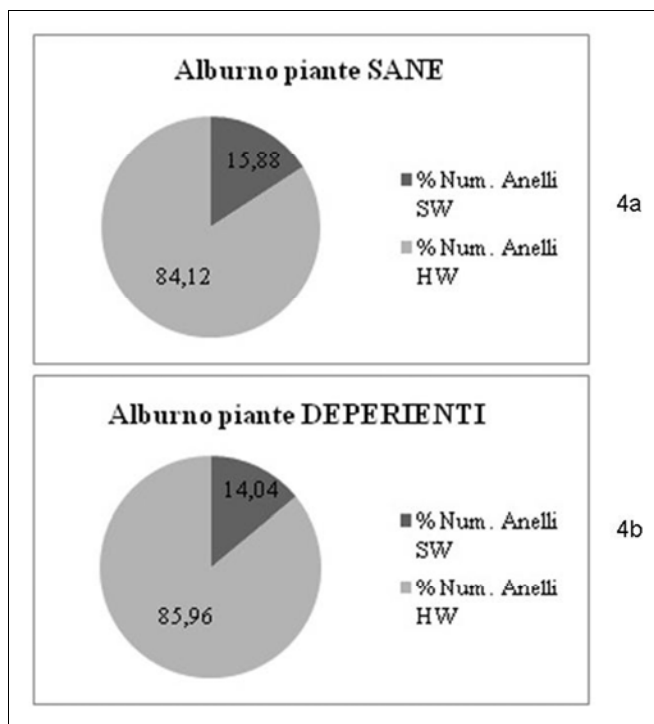 Alburno piante SANE
15,88
84,12
% Num. Anelli
SW
% Num. Anelli
HW
4a
Alburno piante DEPERIENTI
14,04
85,96
% Num. Anelli
SW
% Num. Anelli
HW
4b